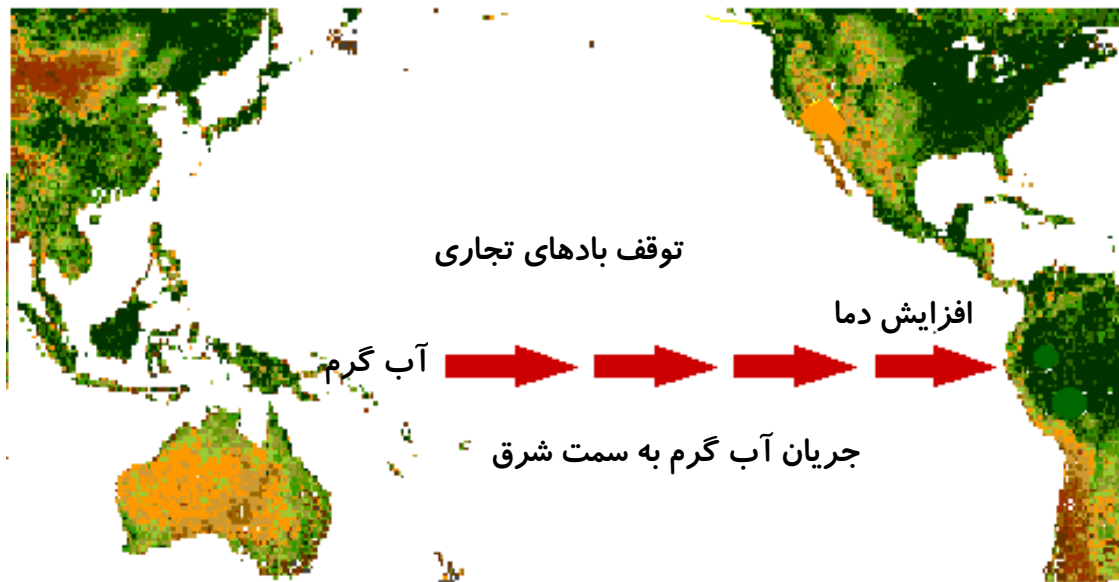 توقف بادهای تجاری
افزایش دما
آب گرم
جریان آب گرم به سمت شرق